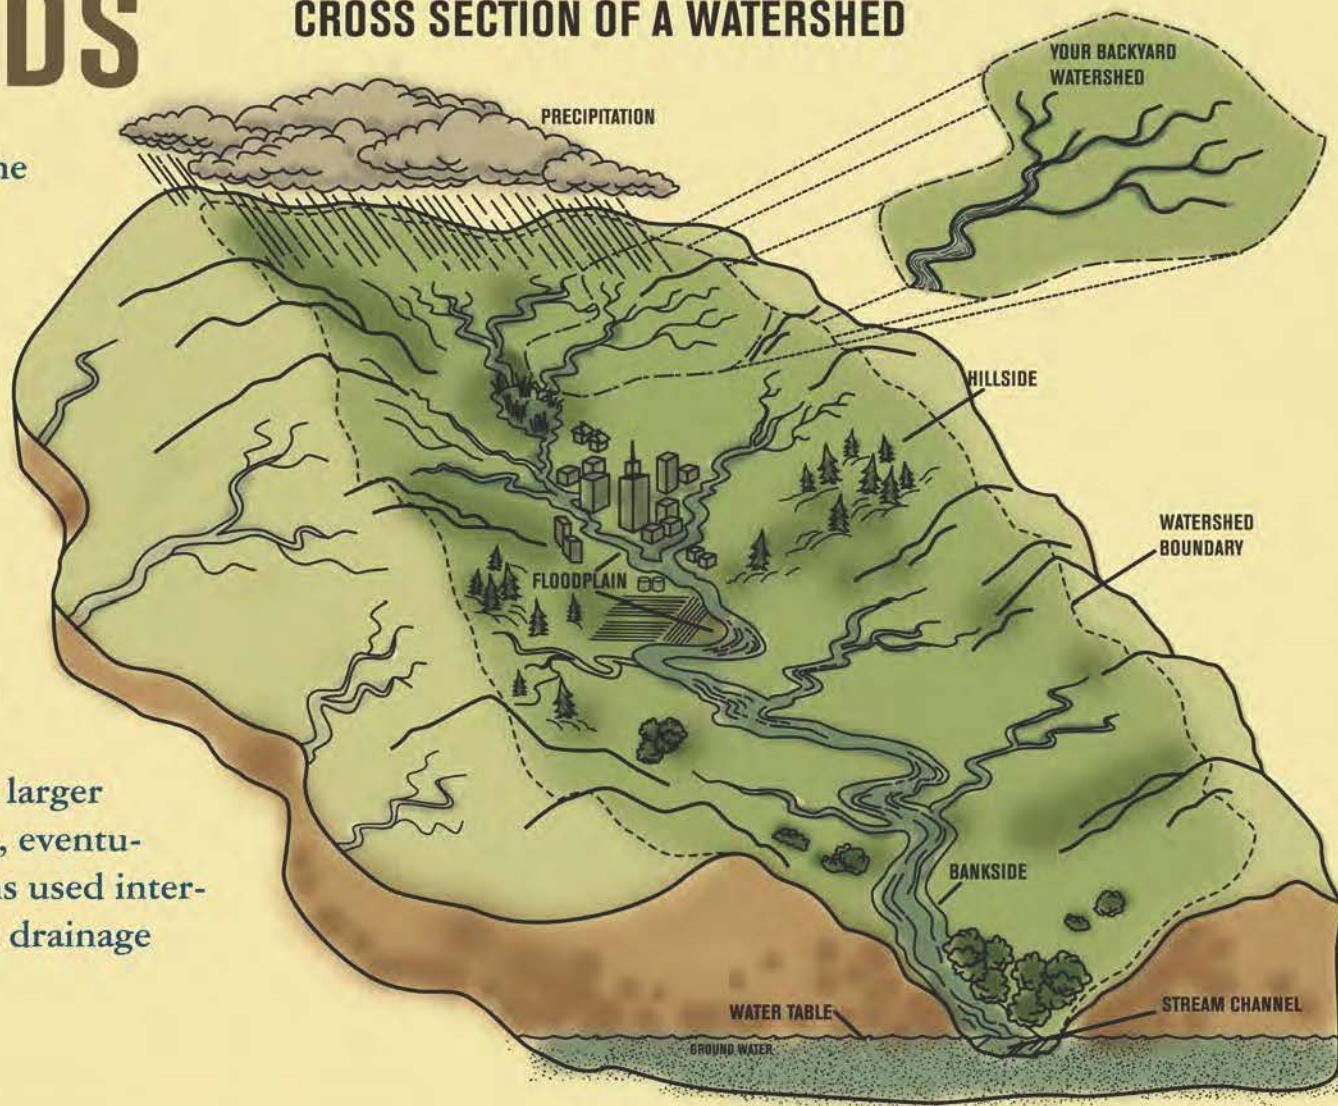 DS
CROSS SECTION OF A WATERSHED
YOUR BACKYARD
WATERSHED
PRECIPITATION
HILLSIDE
WATERSHED
BOUNDARY
FLOODPLAIN
larger
, eventu-
used inter-
drainage
BANKSIDE
WATER TABLE
STREAM CHANNEL
GROUND WATER